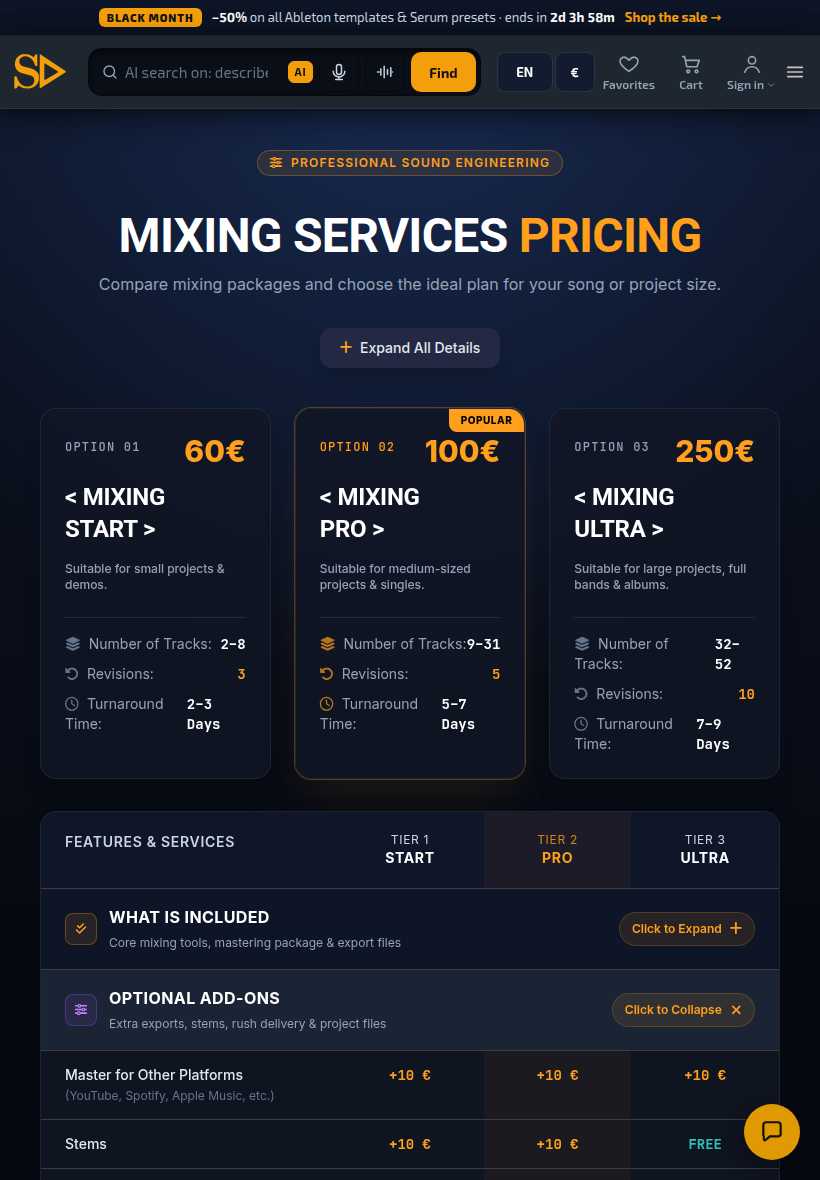 BLACK MONTH −50% on all Ableton templates & Serum presets · ends in 2d 3h 58m Shop the sale →
AI search on: describe AI Find EN € Favorites Cart Sign in
PROFESSIONAL SOUND ENGINEERING
MIXING SERVICES PRICING
Compare mixing packages and choose the ideal plan for your song or project size.
+ Expand All Details
OPTION 01 60€
< MIXING
START >
Suitable for small projects &
demos.
Number of Tracks: 2–8
Revisions: 3
Turnaround 2–3
Time: Days
POPULAR
OPTION 02 100€
< MIXING
PRO >
Suitable for medium-sized
projects & singles.
Number of Tracks: 9–31
Revisions: 5
Turnaround 5–7
Time: Days
OPTION 03 250€
< MIXING
ULTRA >
Suitable for large projects, full
bands & albums.
Number of 32–
Tracks: 52
Revisions: 10
Turnaround 7–9
Time: Days
FEATURES & SERVICES
TIER 1
START
TIER 2
PRO
TIER 3
ULTRA
WHAT IS INCLUDED
Core mixing tools, mastering package & export files
Click to Expand +
OPTIONAL ADD-ONS
Extra exports, stems, rush delivery & project files
Click to Collapse ×
Master for Other Platforms +10 € +10 € +10 €
(YouTube, Spotify, Apple Music, etc.)
Stems +10 € +10 € FREE